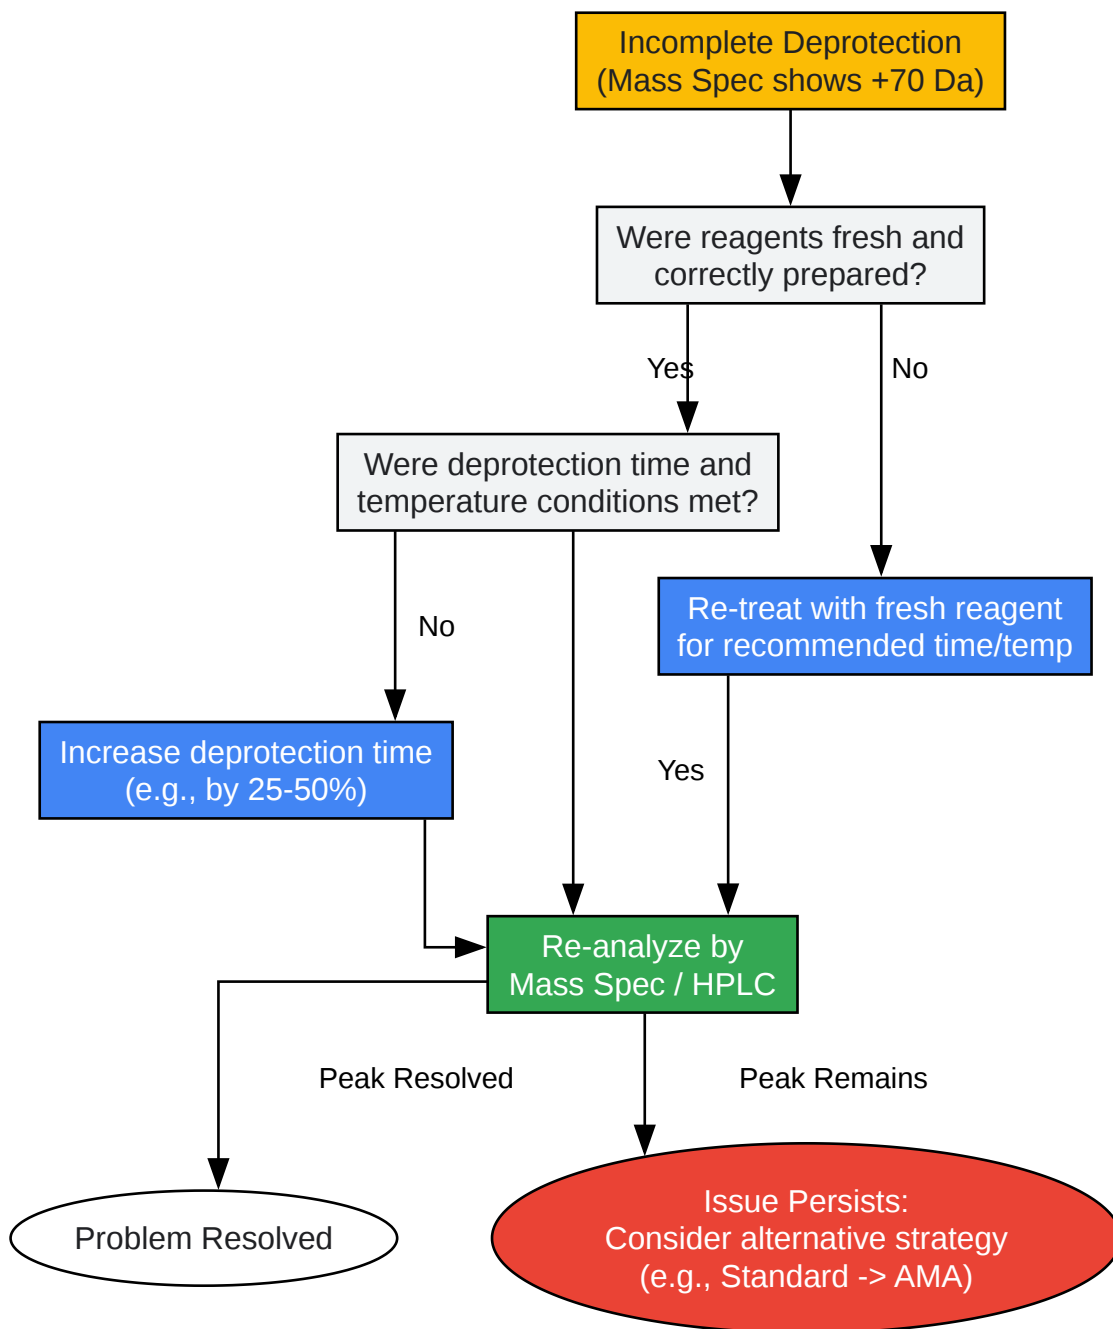 Incomplete Deprotection
(Mass Spec shows +70 Da)
Were reagents fresh and
correctly prepared?
Yes
No
Were deprotection time and
temperature conditions met?
Re-treat with fresh reagent
for recommended time/temp
No
Increase deprotection time
(e.g., by 25-50%)
Yes
Re-analyze by
Mass Spec / HPLC
Peak Resolved
Peak Remains
Problem Resolved
Issue Persists:
Consider alternative strategy
(e.g., Standard -> AMA)